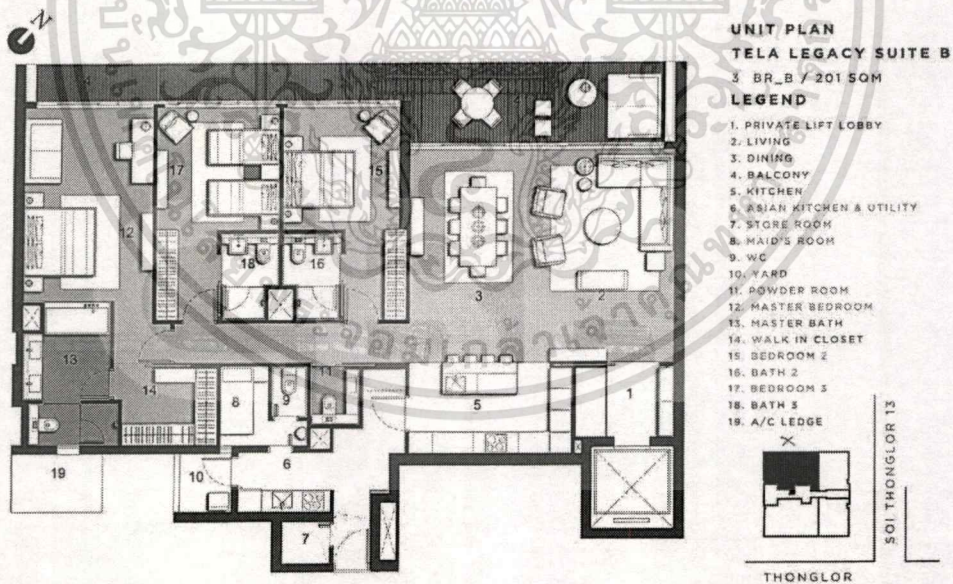 N
UNIT PLAN
TELA LEGACY SUITE B
3 BR_B / 201 SQM
LEGEND
1. PRIVATE LIFT LOBBY
2. LIVING
3. DINING
4. BALCONY
5. KITCHEN
6. ASIAN KITCHEN & UTILITY
7. STORE ROOM
8. MAID'S ROOM
9. WC
10. YARD
11. POWDER ROOM
12. MASTER BEDROOM
13. MASTER BATH
14. WALK IN CLOSET
15. BEDROOM 2
16. BATH 2
17. BEDROOM 3
18. BATH 3
19. A/C LEDGE
SOI THONGLOR 13
THONGLOR
4
4
17
15
12
18
16
3
2
13
14
8
9
11
5
1
19
10
6
7